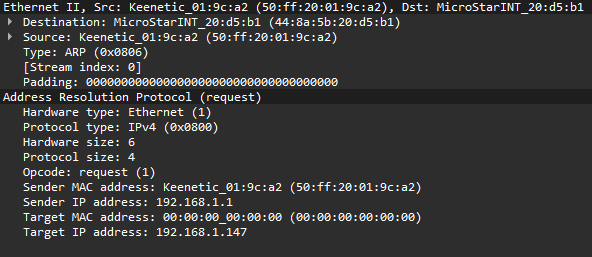 Ethernet II, Src: Keenetic_01:9c:a2 (50:ff:20:01:9c:a2), Dst: MicroStarINT_20:d5:b1
Destination: MicroStarINT_20:d5:b1 (44:8a:5b:20:d5:b1)
Source: Keenetic_01:9c:a2 (50:ff:20:01:9c:a2)
Type: ARP (0x0806)
[Stream index: 0]
Padding: 000000000000000000000000000000000000
Address Resolution Protocol (request)
Hardware type: Ethernet (1)
Protocol type: IPv4 (0x0800)
Hardware size: 6
Protocol size: 4
Opcode: request (1)
Sender MAC address: Keenetic_01:9c:a2 (50:ff:20:01:9c:a2)
Sender IP address: 192.168.1.1
Target MAC address: 00:00:00_00:00:00 (00:00:00:00:00:00)
Target IP address: 192.168.1.147